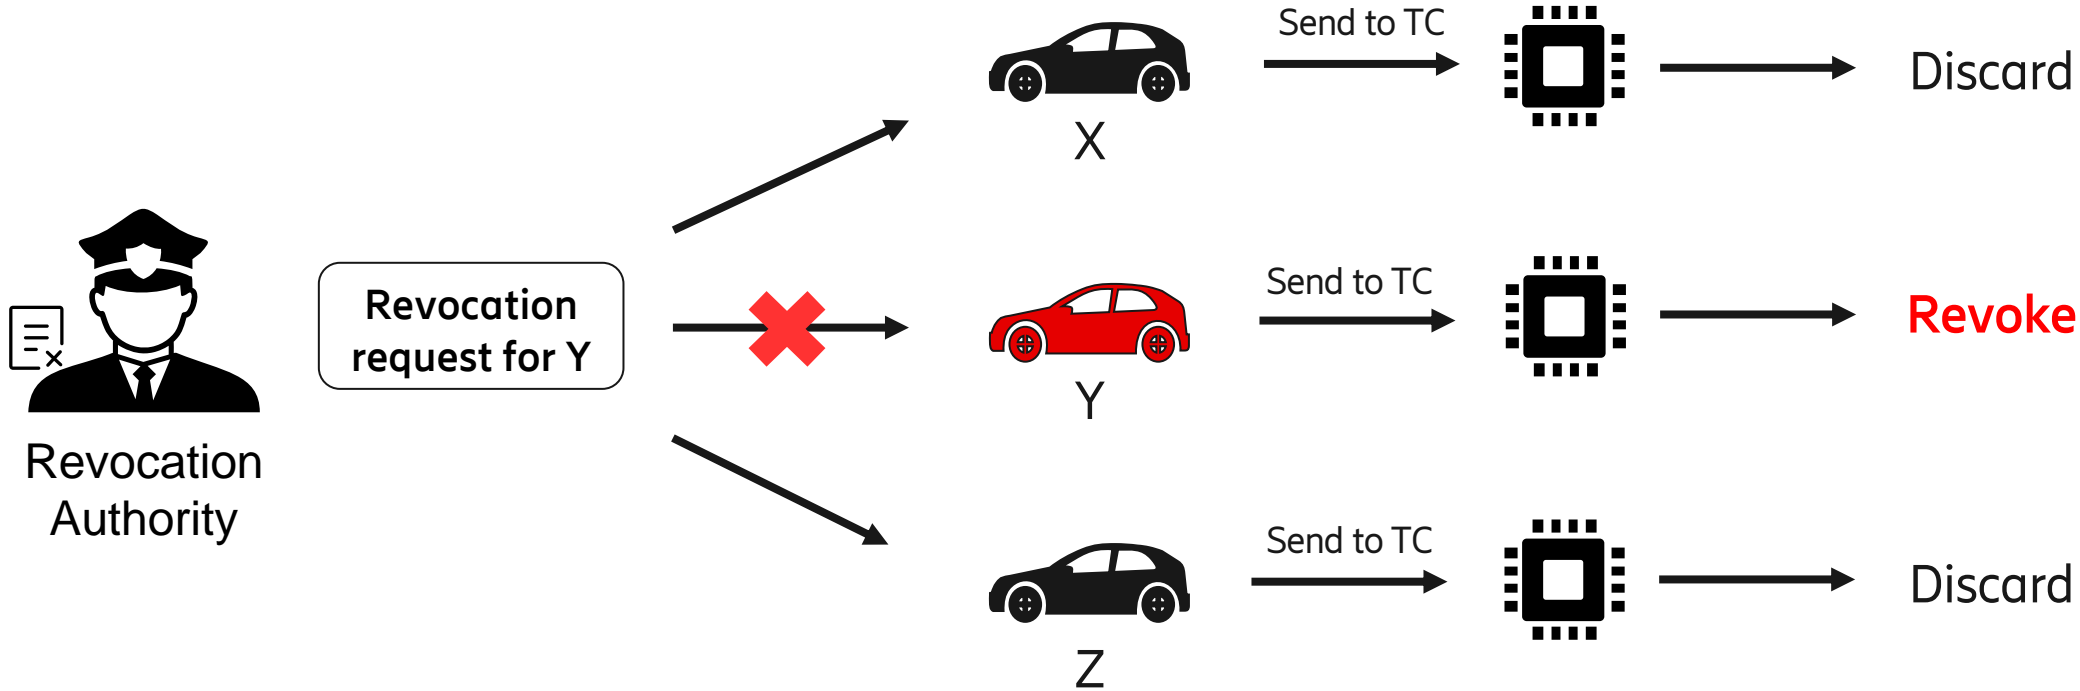 Send to TC
Discard
X
Revocation
request for Y
Send to TC
Revoke
Y
Revocation
Authority
Send to TC
Discard
Z